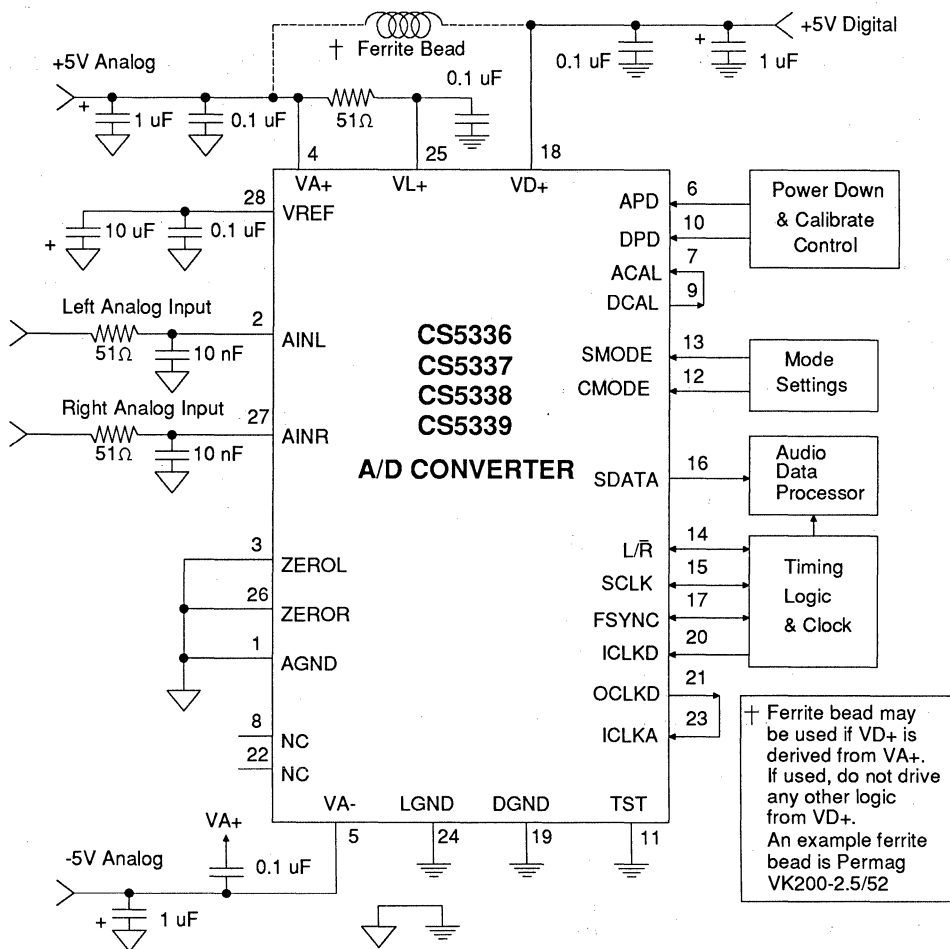 +5V Digital
† Ferrite Bead
0.1 uF
+ 1 uF
+5V Analog
0.1 uF
+ 1 uF
0.1 uF
51Ω
4
25
18
VA+
VL+
VD+
28
VREF
+ 10 uF
0.1 uF
APD
6
DPD
10
ACAL
7
DCAL
9
Power Down
& Calibrate
Control
Left Analog Input
51Ω
10 nF
2
AINL
Right Analog Input
51Ω
10 nF
27
AINR
CS5336
CS5337
CS5338
CS5339
A/D CONVERTER
SMODE
13
CMODE
12
Mode
Settings
SDATA
16
Audio
Data
Processor
3
ZEROL
26
ZEROR
1
AGND
L/R̅
14
SCLK
15
FSYNC
17
ICLKD
20
Timing
Logic
& Clock
OCLKD
21
ICLKA
23
8
NC
22
NC
VA-
LGND
DGND
TST
5
24
19
11
VA+
0.1 uF
-5V Analog
+ 1 uF
† Ferrite bead may
be used if VD+ is
derived from VA+.
If used, do not drive
any other logic
from VD+.
An example ferrite
bead is Permag
VK200-2.5/52